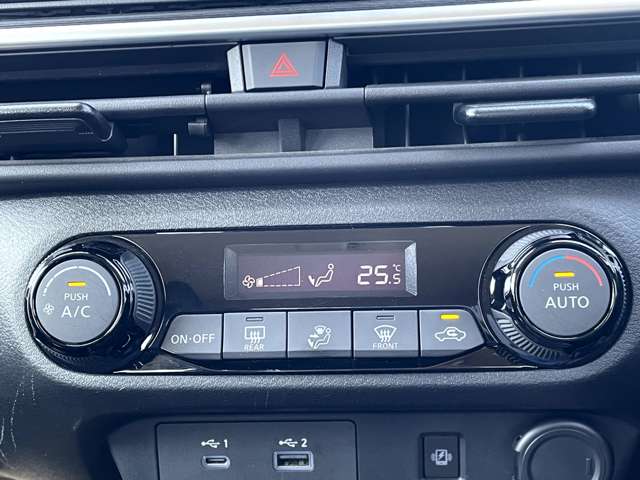 25.5 °C
PUSH
A/C
PUSH
AUTO
ON·OFF
REAR
FRONT
1
2